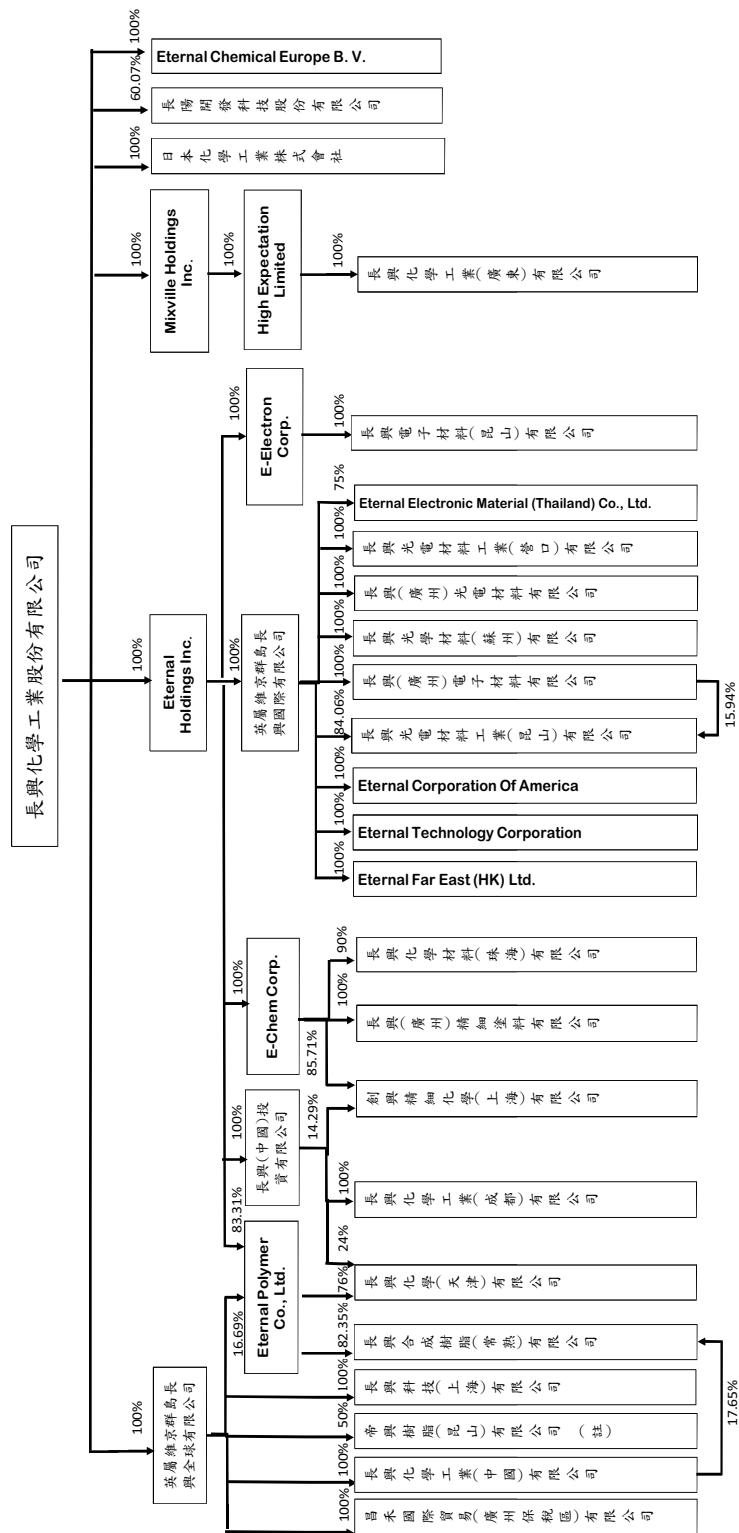 長興化學工業股份有限公司
100%
英屬維京群島長
興全球有限公司
100%
Eternal
Holdings Inc.
100%
Mixville Holdings
Inc.
100%
日本化學工業株式會社
60.07%
長陽開發科技股份有限公司
100%
Eternal Chemical Europe B. V.
16.69%
83.31%
Eternal Polymer
Co., Ltd.
100%
長興(中國)投
資有限公司
100%
E-Chem Corp.
100%
英屬維京群島長
興國際有限公司
100%
E-Electron
Corp.
100%
High Expectation
Limited
100%
昌禾國際貿易(廣州保稅區)有限公司
100%
長興化學工業(中國)有限公司
50%
帝興樹脂(昆山)有限公司 (註)
100%
長興科技(上海)有限公司
82.35%
長興合成樹脂(常熟)有限公司
17.65%
76%
24%
長興化學(天津)有限公司
100%
長興化學工業(成都)有限公司
14.29%
85.71%
創興精細化學(上海)有限公司
100%
長興(廣州)精細塗料有限公司
90%
長興化學材料(珠海)有限公司
100%
Eternal Far East (HK) Ltd.
100%
Eternal Technology Corporation
100%
Eternal Corporation Of America
84.06%
長興光電材料工業(昆山)有限公司
100%
長興(廣州)電子材料有限公司
15.94%
100%
長興光學材料(蘇州)有限公司
100%
長興(廣州)光電材料有限公司
100%
長興光電材料工業(營口)有限公司
75%
Eternal Electronic Material (Thailand) Co., Ltd.
100%
長興電子材料(昆山)有限公司
100%
長興化學工業(廣東)有限公司